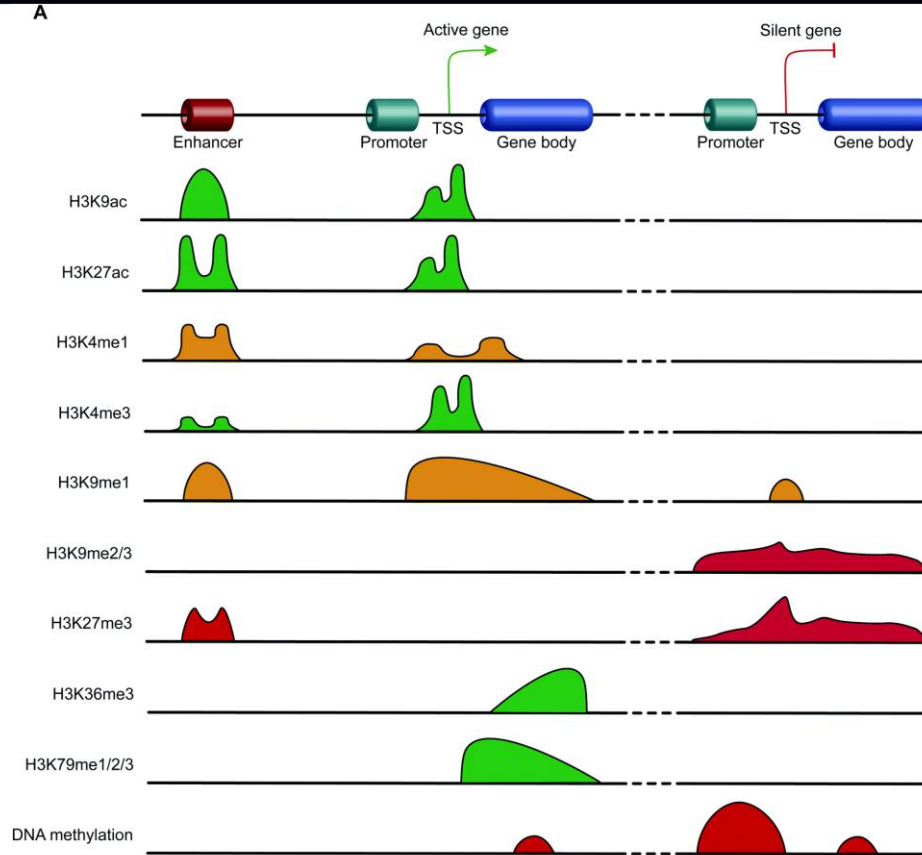 A
Active gene
Silent gene
Enhancer
Promoter
TSS
Gene body
Promoter
TSS
Gene body
H3K9ac
H3K27ac
H3K4me1
H3K4me3
H3K9me1
H3K9me2/3
H3K27me3
H3K36me3
H3K79me1/2/3
DNA methylation